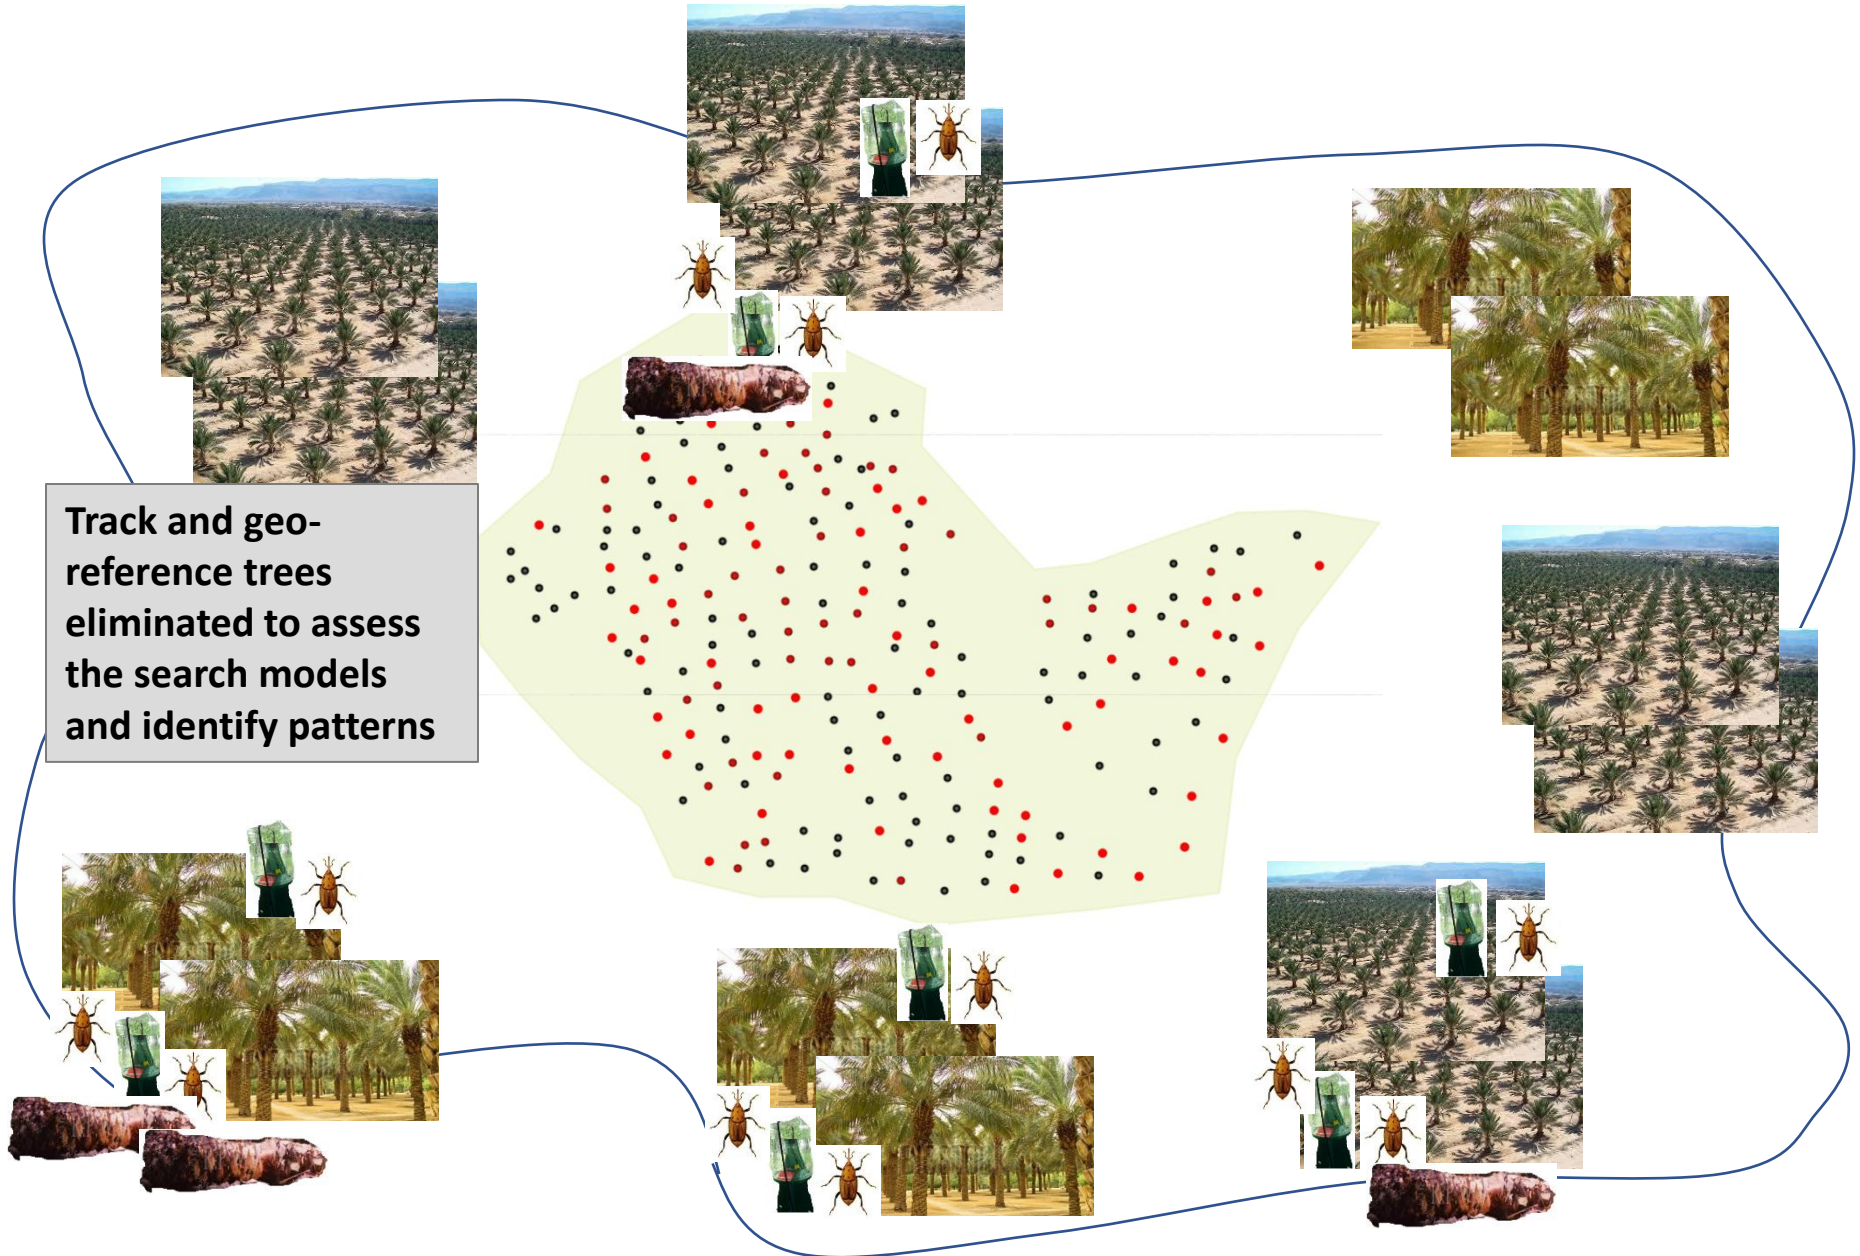 Track and geo-
reference trees
eliminated to assess
the search models
and identify patterns